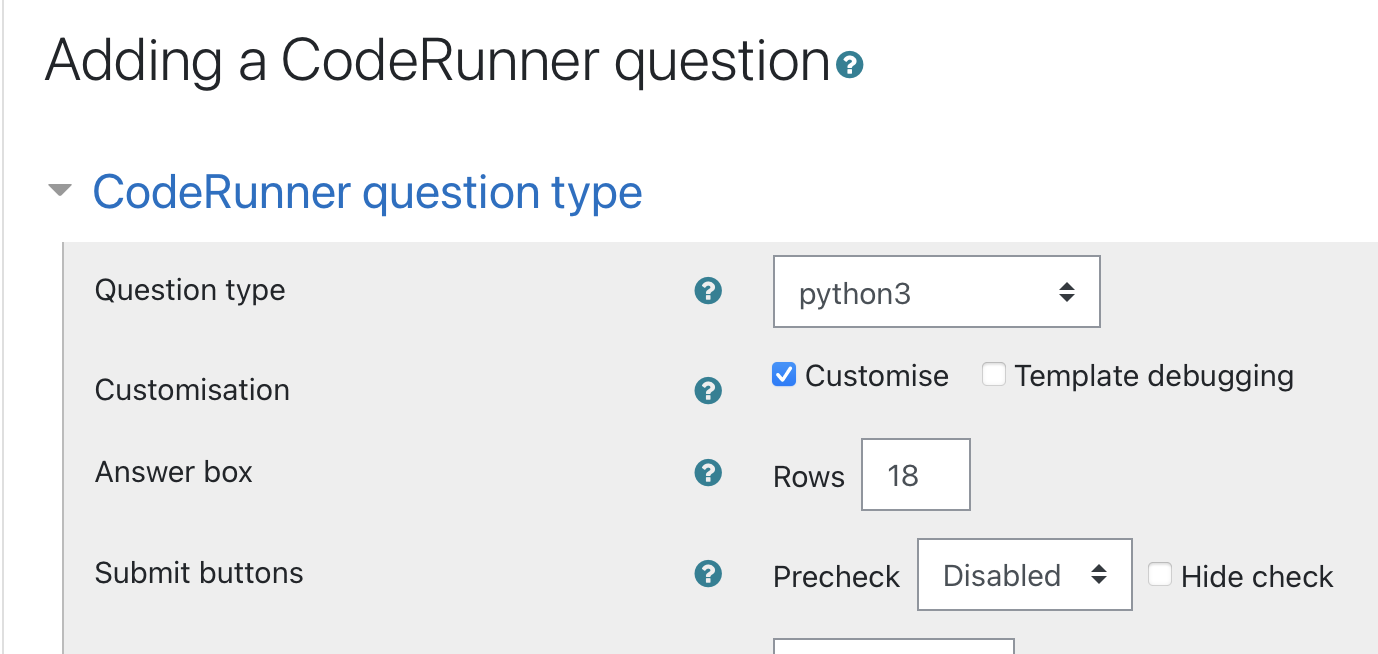 Adding a CodeRunner question
CodeRunner question type
Question type python3
Customisation Customise Template debugging
Answer box Rows 18
Submit buttons Precheck Disabled Hide check